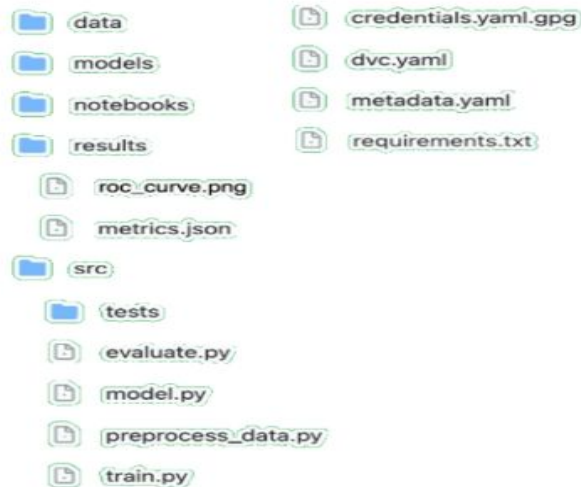 data
models
notebooks
results
roc_curve.png
metrics.json
src
tests
evaluate.py
model.py
preprocess_data.py
train.py
credentials.yaml.gpg
dvc.yaml
metadata.yaml
requirements.txt